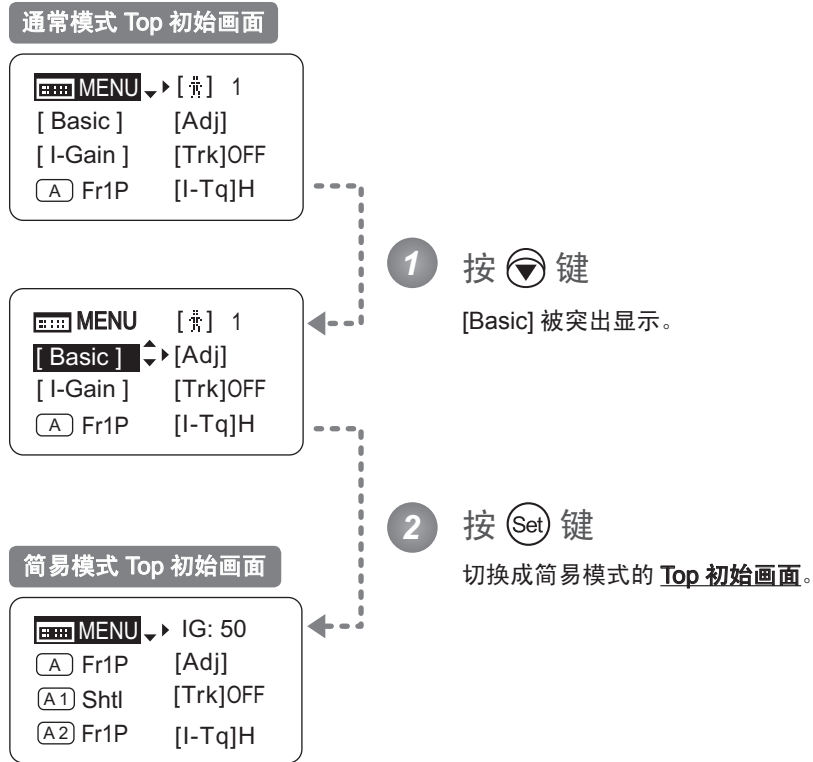 通常模式 Top 初始画面
MENU [ ] 1
[ Basic ] [Adj]
[ I-Gain ] [Trk]OFF
A Fr1P [I-Tq]H
1 按 键
[Basic] 被突出显示。
MENU [ ] 1
[ Basic ] [Adj]
[ I-Gain ] [Trk]OFF
A Fr1P [I-Tq]H
2 按 Set 键
切换成简易模式的 Top 初始画面。
简易模式 Top 初始画面
MENU IG: 50
A Fr1P [Adj]
A1 Shtl [Trk]OFF
A2 Fr1P [I-Tq]H